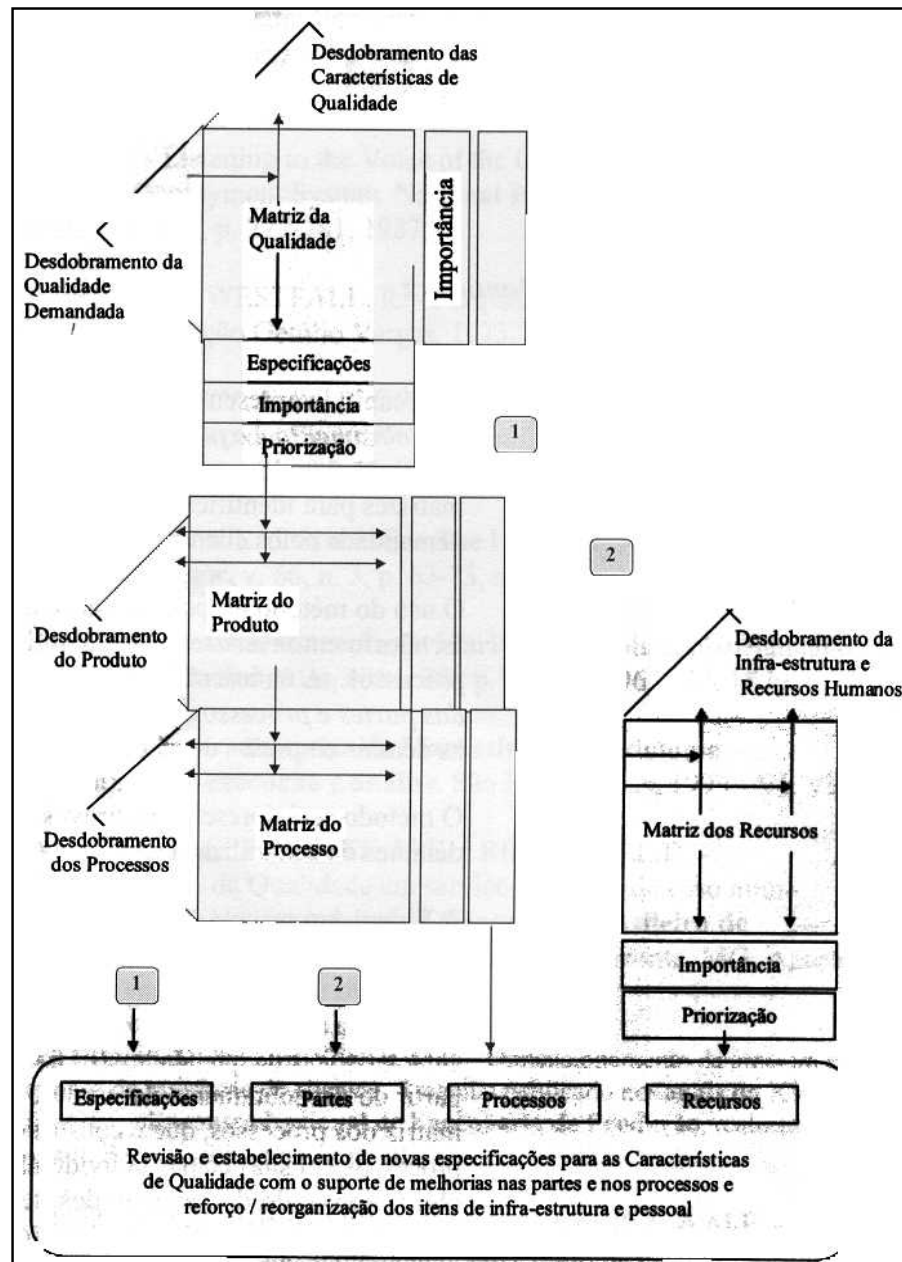 Desdobramento das
Características de
Qualidade
Matriz da
Qualidade
Importância
Desdobramento da
Qualidade
Demandada
Especificações
Importância
Priorização
1
2
Matriz do
Produto
Desdobramento
do Produto
Desdobramento da
Infra-estrutura e
Recursos Humanos
Matriz do
Processo
Desdobramento
dos Processos
Matriz dos Recursos
Importância
Priorização
1
2
Especificações
Partes
Processos
Recursos
Revisão e estabelecimento de novas especificações para as Características
de Qualidade com o suporte de melhorias nas partes e nos processos e
reforço / reorganização dos itens de infra-estrutura e pessoal